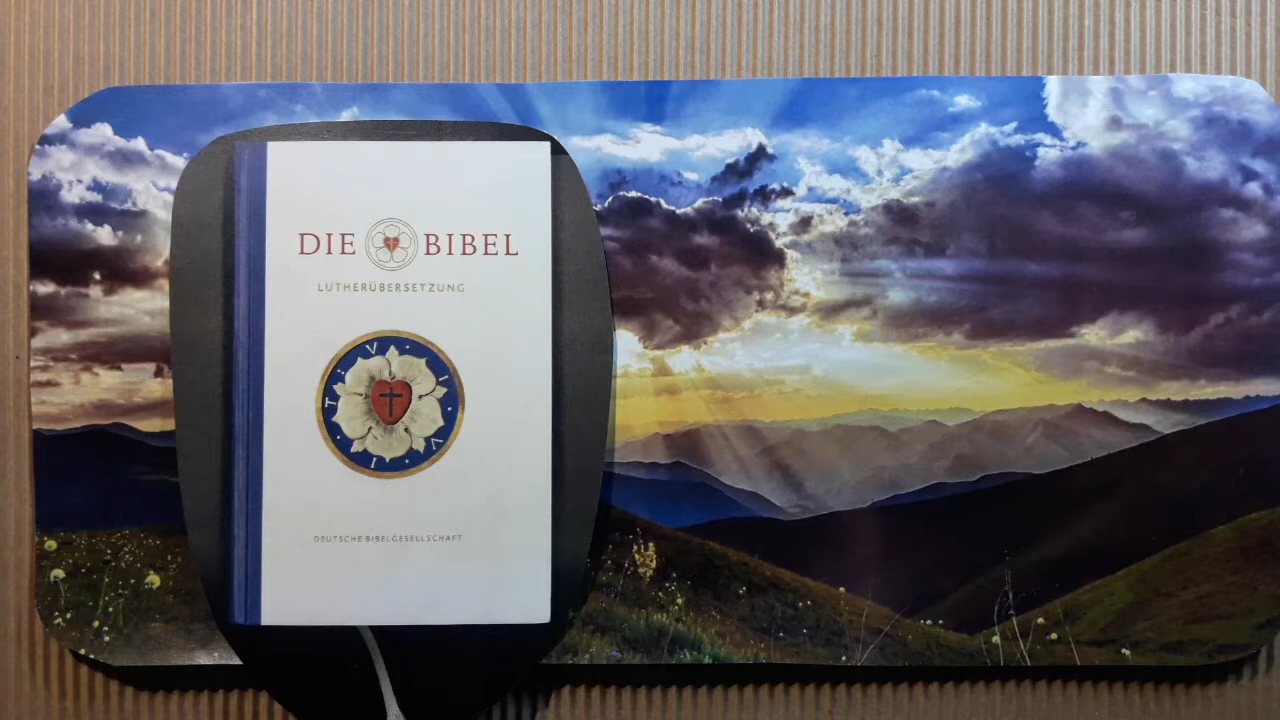 DIE BIBEL
LUTHERÜBERSETZUNG
V I V I T
DEUTSCHE BIBELGESELLSCHAFT